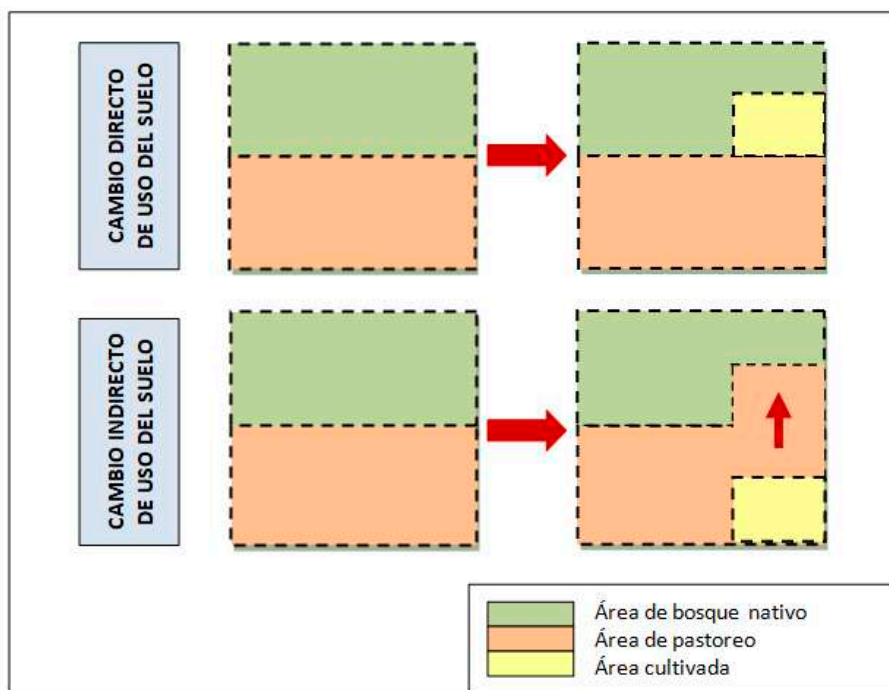 CAMBIO DIRECTO
DE USO DEL SUELO
CAMBIO INDIRECTO
DE USO DEL SUELO
Área de bosque nativo
Área de pastoreo
Área cultivada